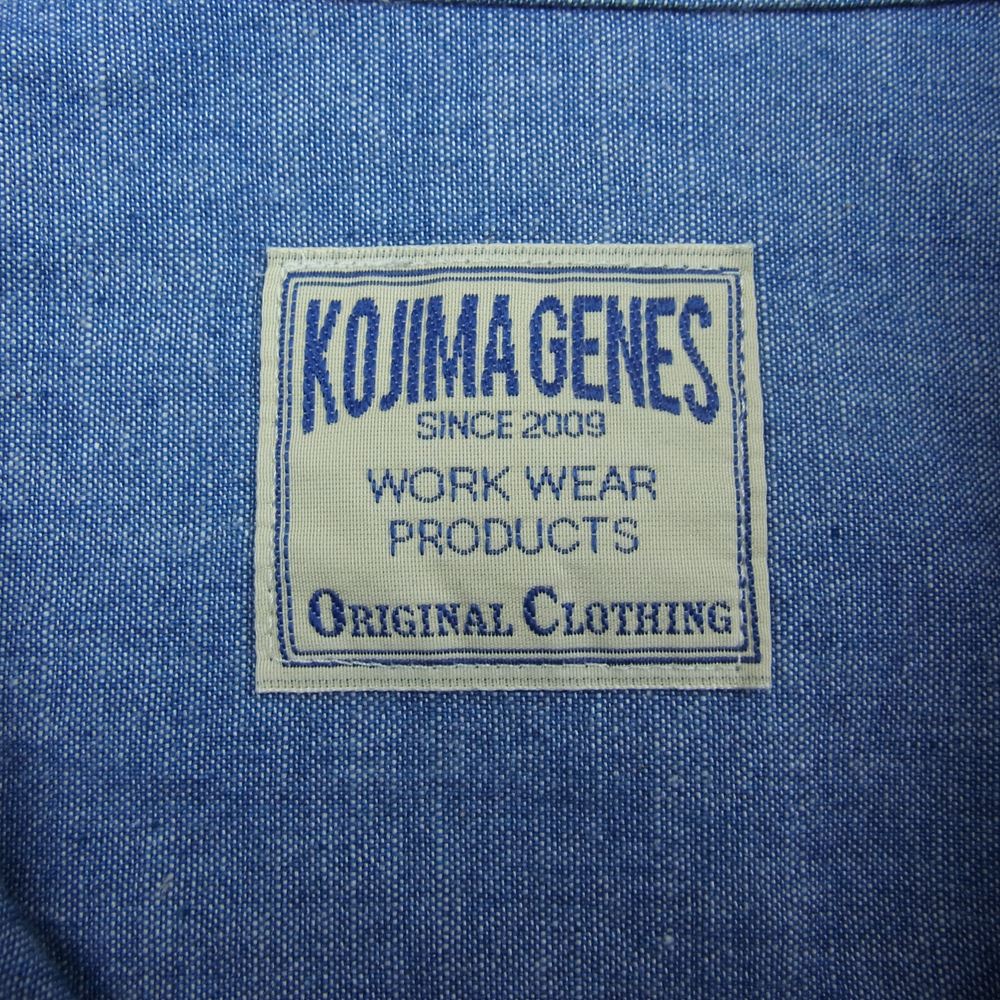 KOJIMA GENES
SINCE 2009
WORK WEAR
PRODUCTS
ORIGINAL CLOTHING